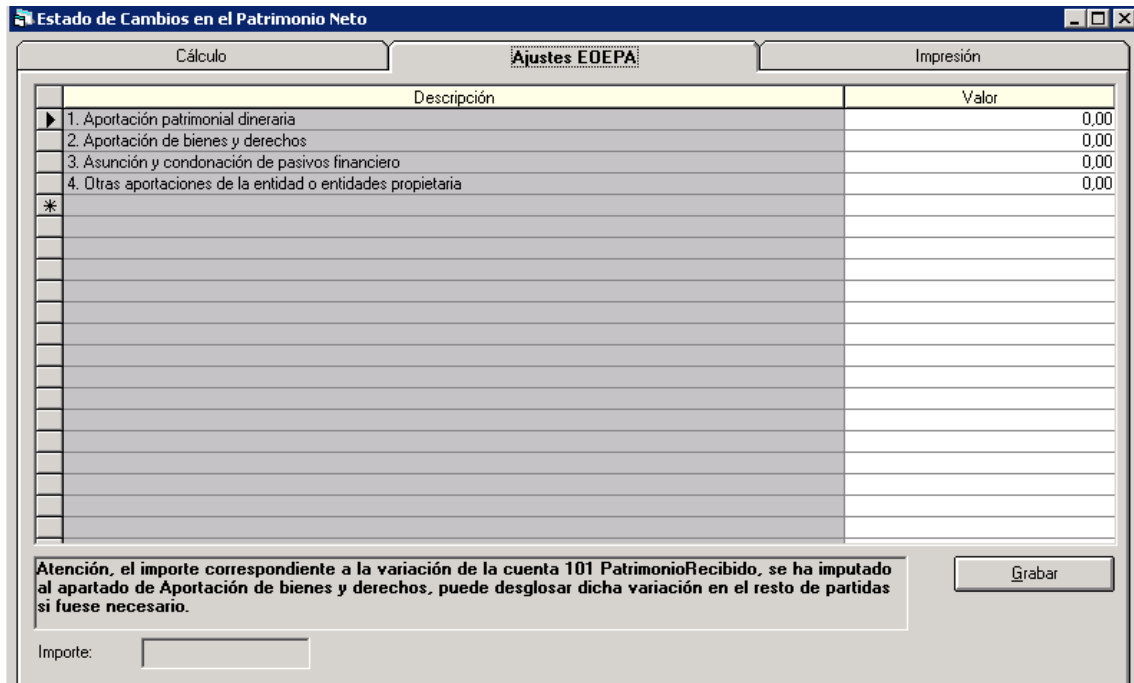 Estado de Cambios en el Patrimonio Neto
Cálculo Ajustes EOEPA Impresión
Descripción Valor
1. Aportación patrimonial dineraria 0,00
2. Aportación de bienes y derechos 0,00
3. Asunción y condonación de pasivos financiero 0,00
4. Otras aportaciones de la entidad o entidades propietaria 0,00
Atención, el importe correspondiente a la variación de la cuenta 101 PatrimonioRecibido, se ha imputado
al apartado de Aportación de bienes y derechos, puede desglosar dicha variación en el resto de partidas
si fuese necesario.
Grabar
Importe: